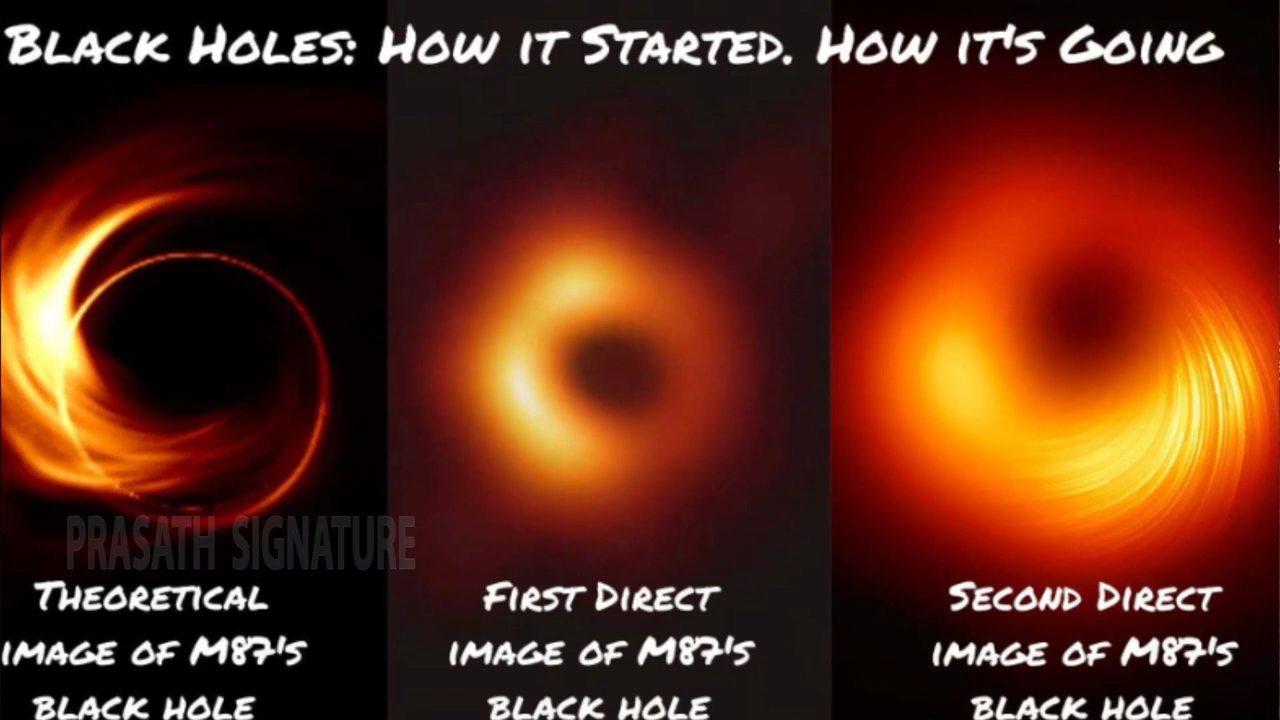 Black Holes: How it Started. How it's Going
PRASATH SIGNATURE
Theoretical
image of M87's
black hole
First Direct
image of M87's
black hole
Second Direct
image of M87's
black hole